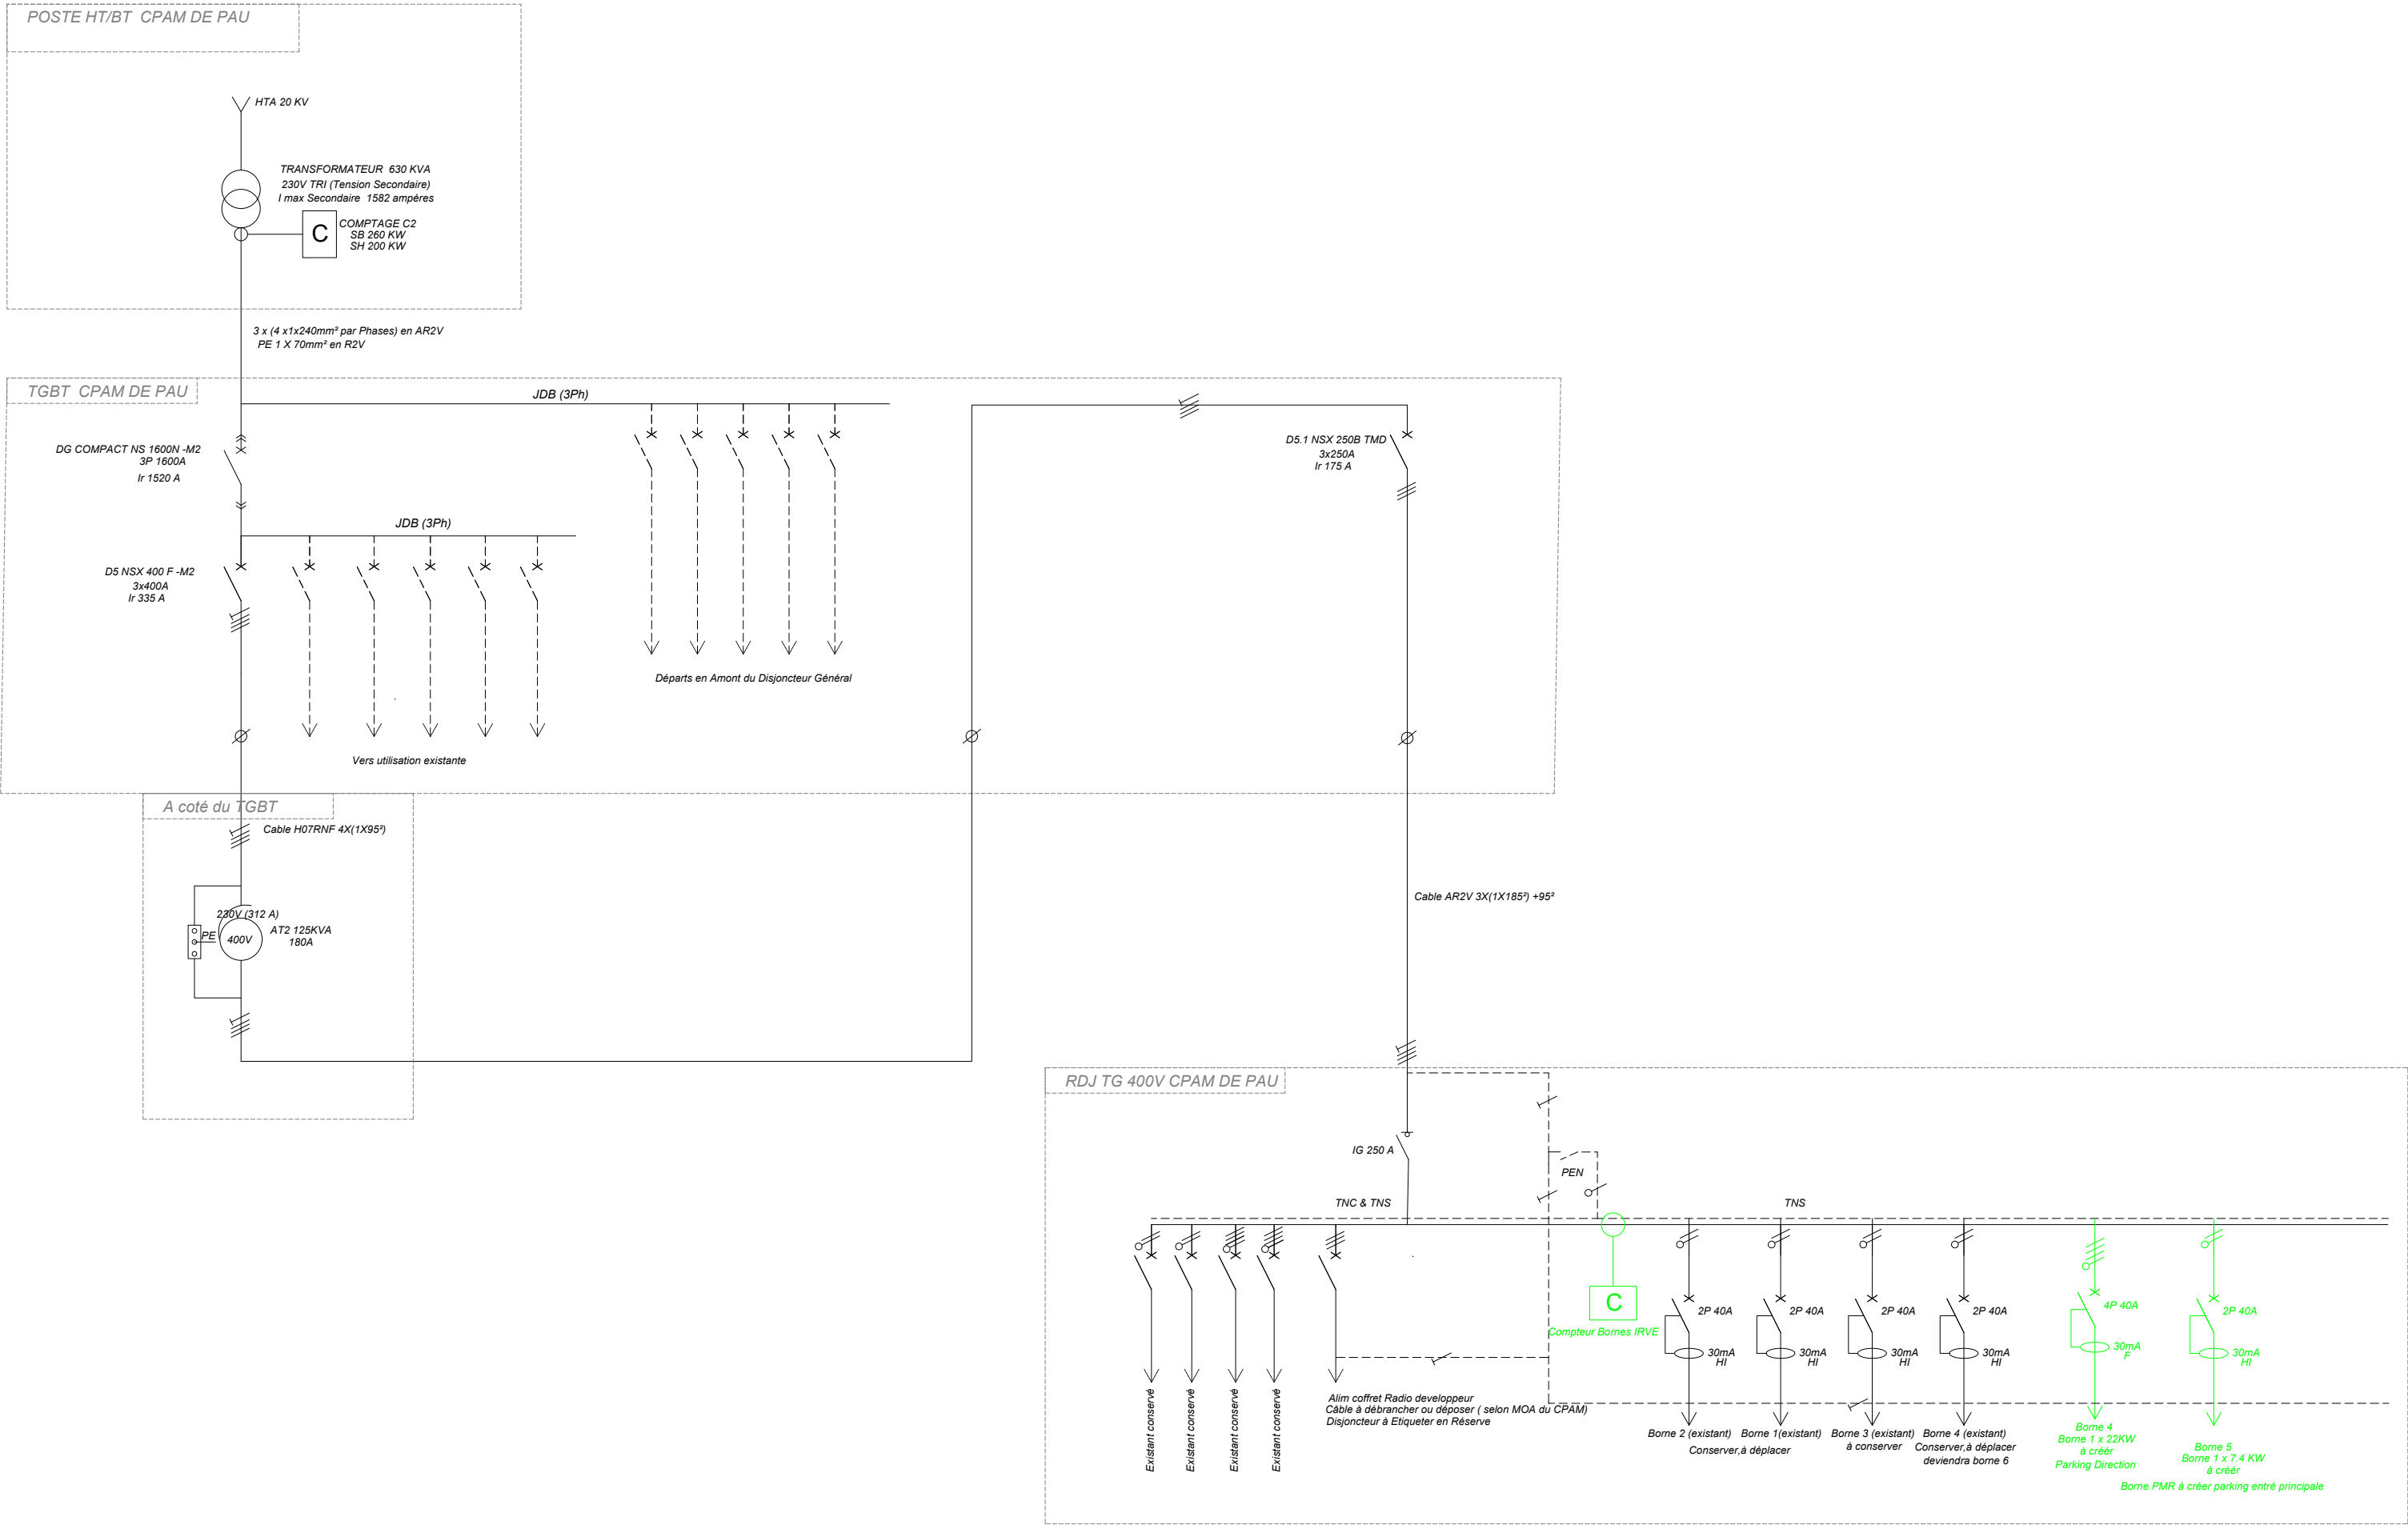 POSTE HT/BT  CPAM DE PAU
HTA 20 KV
TRANSFORMATEUR  630 KVA
230V TRI (Tension Secondaire)
I max Secondaire  1582 ampères
C
COMPTAGE C2
SB 260 KW
SH 200 KW
3 x (4 x1x240mm² par Phases) en AR2V
PE 1 X 70mm² en R2V
TGBT  CPAM DE PAU
JDB (3Ph)
DG COMPACT NS 1600N -M2
3P 1600A
Ir 1520 A
D5.1 NSX 250B TMD
3x250A
Ir 175 A
JDB (3Ph)
D5 NSX 400 F -M2
3x400A
Ir 335 A
Départs en Amont du Disjoncteur Général
Vers utilisation existante
A coté du TGBT
Cable H07RNF 4X(1X95²)
230V (312 A)
PE
400V
AT2 125KVA
180A
Cable AR2V 3X(1X185²) +95²
RDJ TG 400V CPAM DE PAU
IG 250 A
PEN
TNC & TNS
TNS
C
Compteur Bornes IRVE
2P 40A
30mA
HI
2P 40A
30mA
HI
2P 40A
30mA
HI
2P 40A
30mA
HI
4P 40A
30mA
F
2P 40A
30mA
HI
Existant conservé
Existant conservé
Existant conservé
Existant conservé
Alim coffret Radio developpeur
Câble à débrancher ou déposer ( selon MOA du CPAM)
Disjoncteur à Etiqueter en Réserve
Borne 2 (existant)
Borne 1(existant)
Conserver,à déplacer
Borne 3 (existant)
à conserver
Borne 4 (existant)
Conserver,à déplacer
deviendra borne 6
Borne 4
Borne 1 x 22KW
à créér
Parking Direction
Borne 5
Borne 1 x 7.4 KW
à créér
Borne PMR à créer parking entré principale